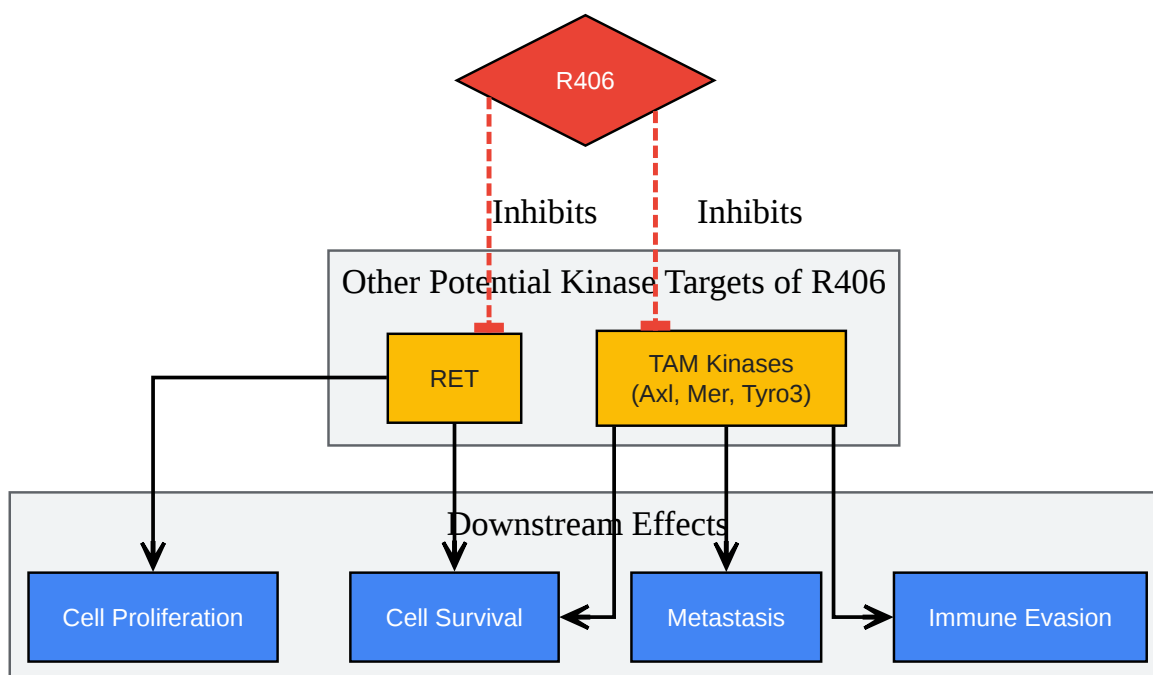 R406
Inhibits
Inhibits
Other Potential Kinase Targets of R406
RET
TAM Kinases
(Axl, Mer, Tyro3)
Downstream Effects
Cell Proliferation
Cell Survival
Metastasis
Immune Evasion